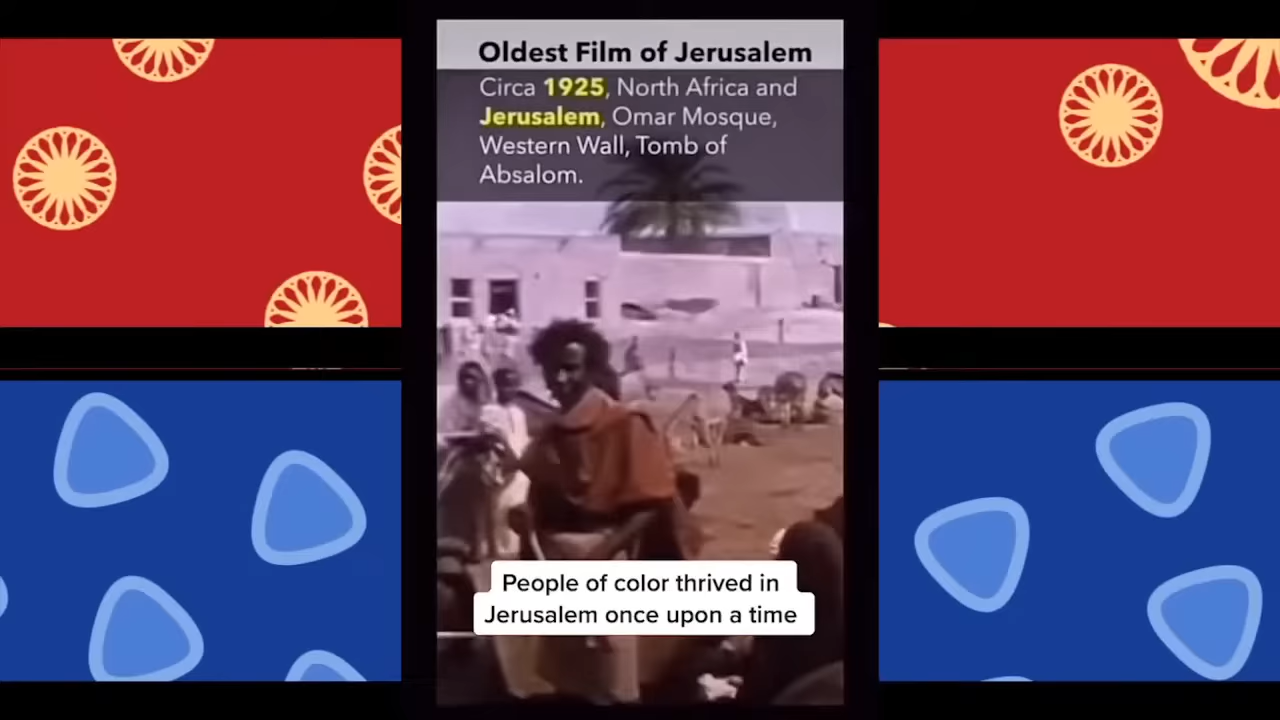 Oldest Film of Jerusalem
Circa 1925, North Africa and
Jerusalem, Omar Mosque,
Western Wall, Tomb of
Absalom.
People of color thrived in
Jerusalem once upon a time